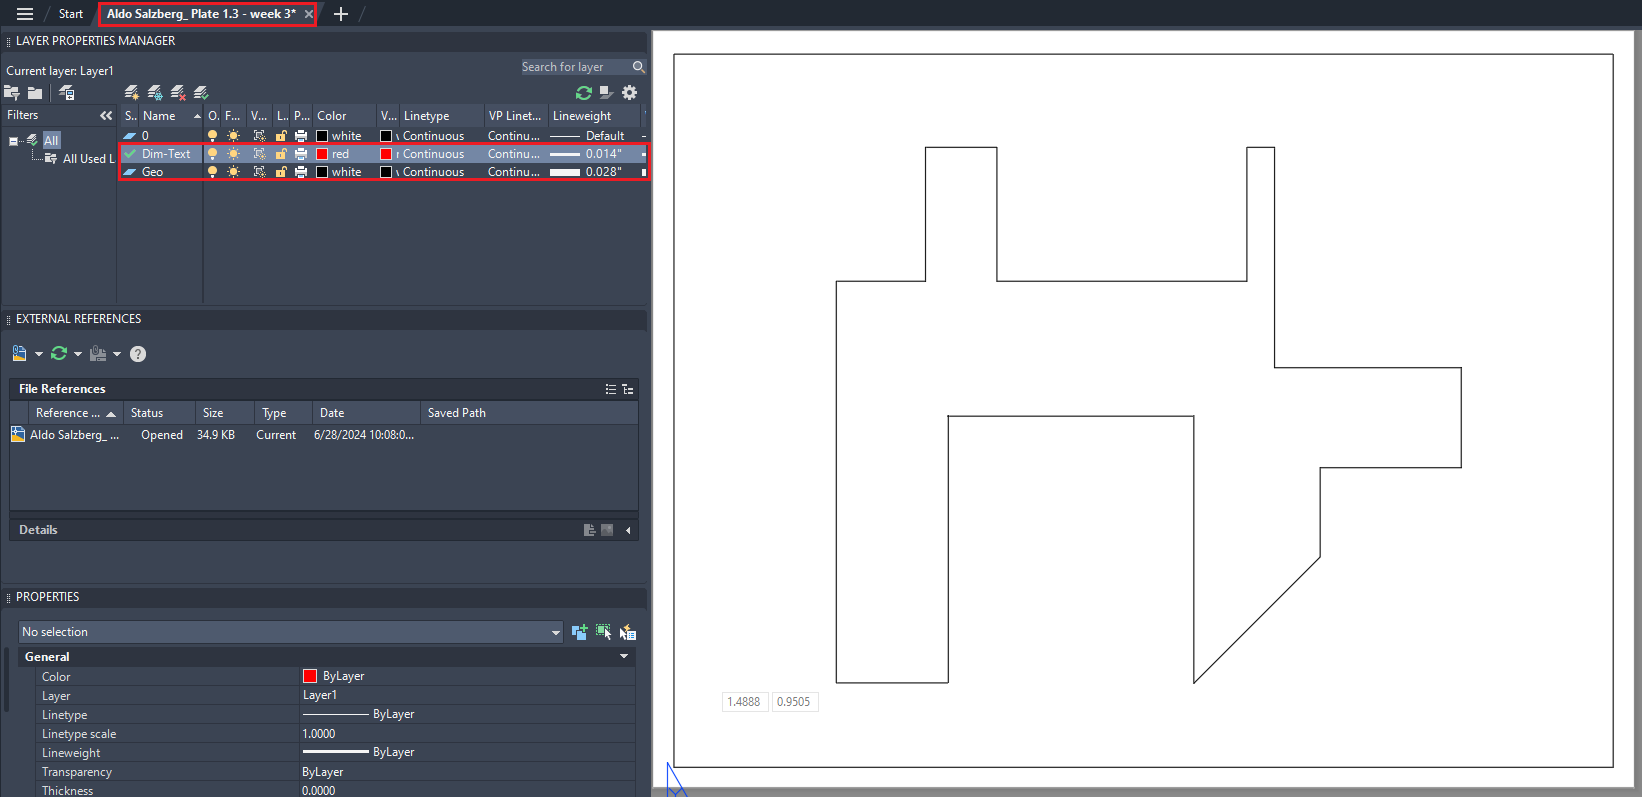 Start
Aldo Salzberg_ Plate 1.3 - week 3*
LAYER PROPERTIES MANAGER
Current layer: Layer1
Search for layer
Filters
S.. Name O. F... V... L.. P... Color V... Linetype VP Linet... Lineweight
All
All Used L
0 white Continuous Continu... Default
Dim-Text red Continuous Continu... 0.014"
Geo white Continuous Continu... 0.028"
EXTERNAL REFERENCES
File References
Reference ... Status Size Type Date Saved Path
Aldo Salzberg_ ... Opened 34.9 KB Current 6/28/2024 10:08:0...
Details
PROPERTIES
No selection
General
Color ByLayer
Layer Layer1
Linetype ByLayer
Linetype scale 1.0000
Lineweight ByLayer
Transparency ByLayer
Thickness 0.0000
1.4888 0.9505